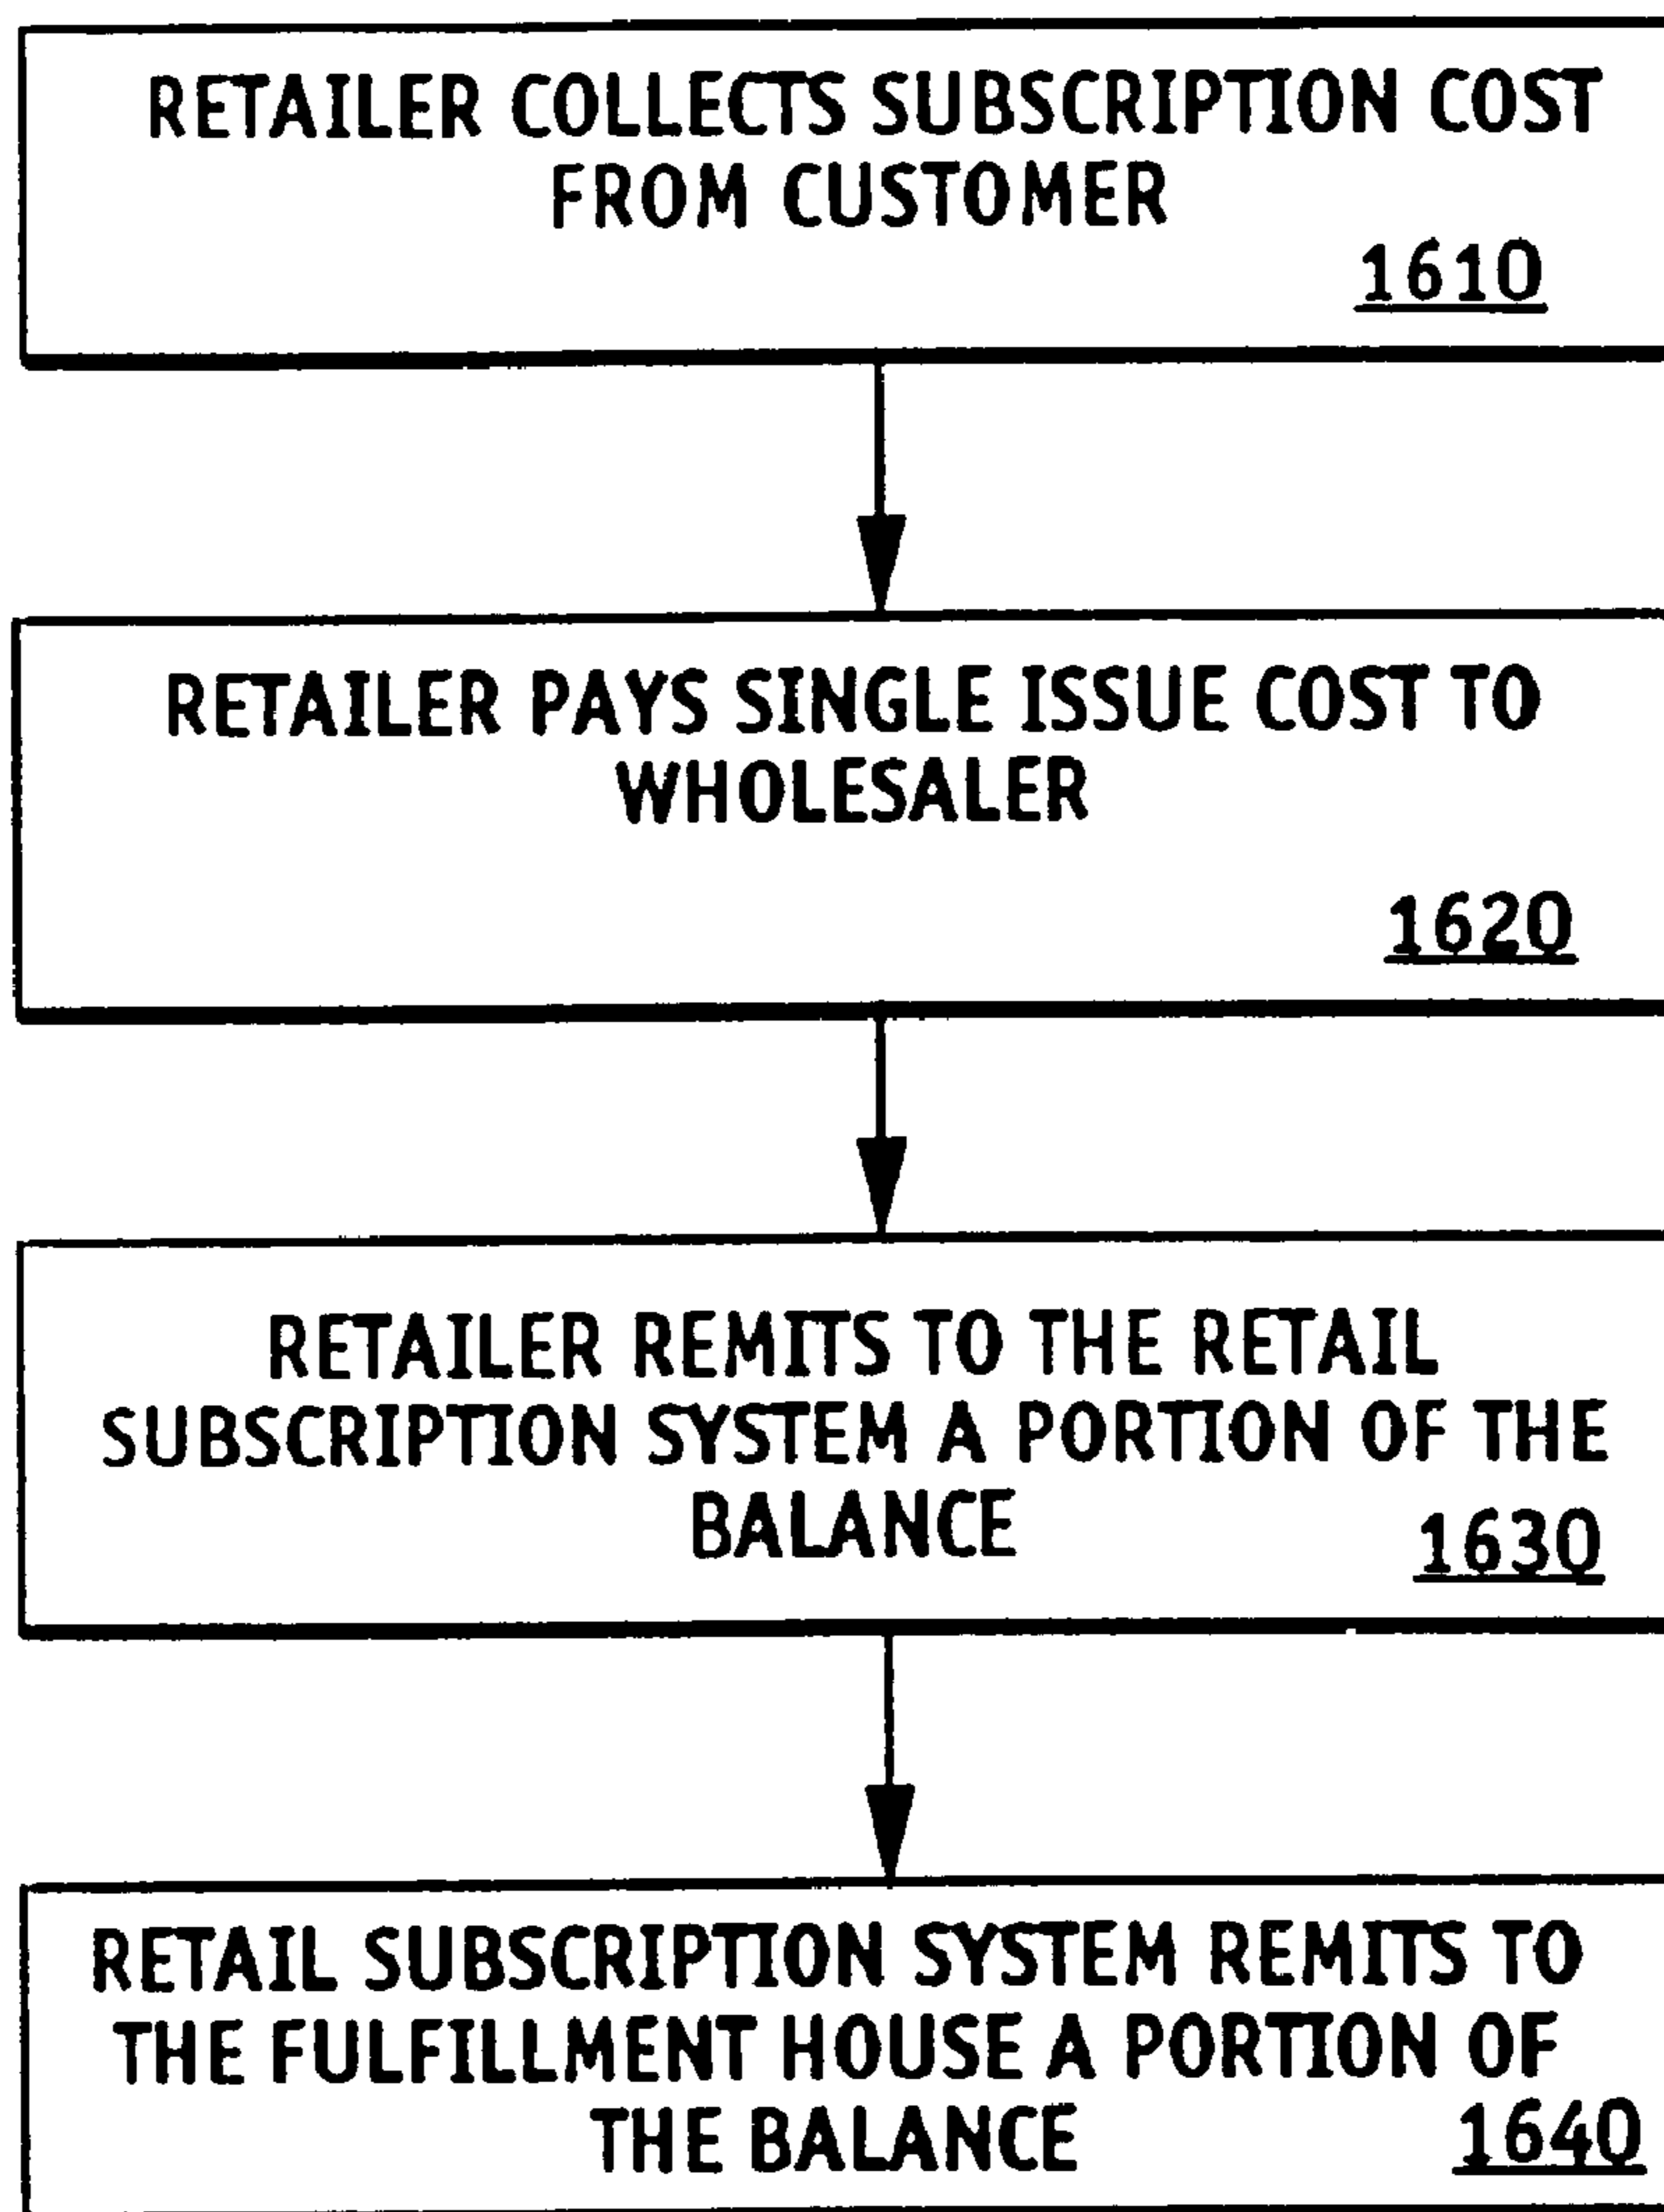 RETAILER COLLECTS SUBSCRIPTION COST
FROM CUSTOMER
1610
RETAILER PAYS SINGLE ISSUE COST TO
WHOLESALER
1620
RETAILER REMITS TO THE RETAIL
SUBSCRIPTION SYSTEM A PORTION OF THE
BALANCE
1630
RETAIL SUBSCRIPTION SYSTEM REMITS TO
THE FULFILLMENT HOUSE A PORTION OF
THE BALANCE
1640